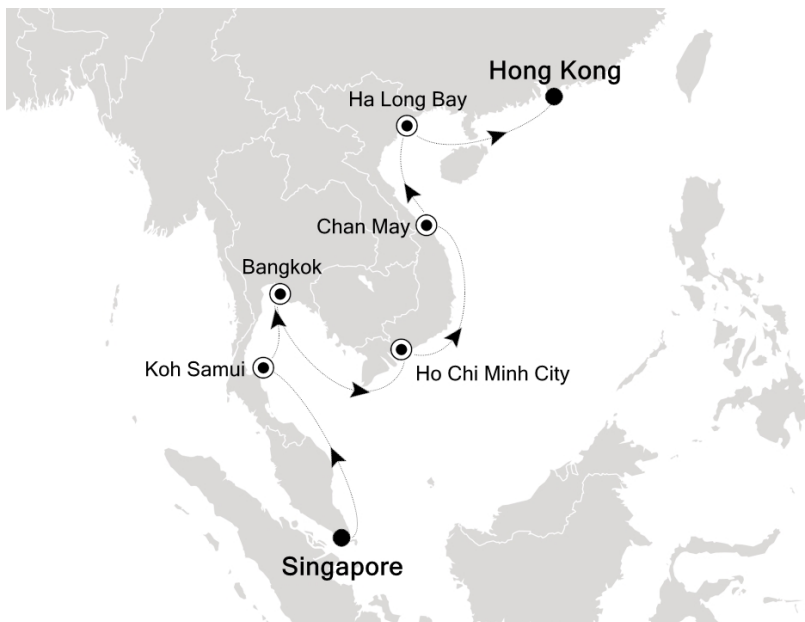 Hong Kong
Ha Long Bay
Chan May
Bangkok
Koh Samui
Ho Chi Minh City
Singapore